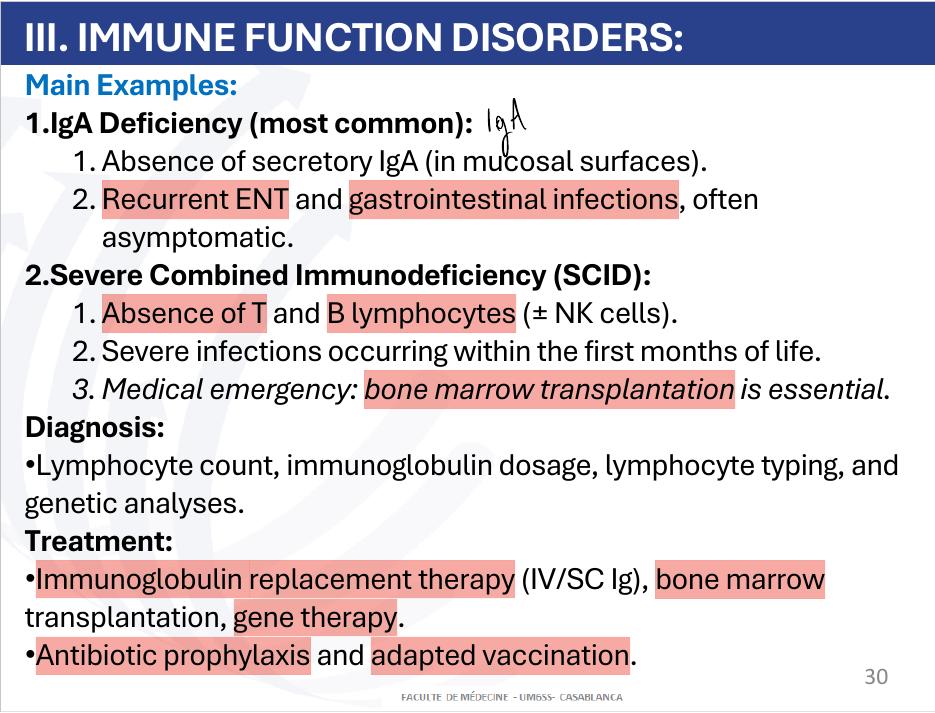 III. IMMUNE FUNCTION DISORDERS:
Main Examples:
1.IgA Deficiency (most common): IgA
1. Absence of secretory IgA (in mucosal surfaces).
2. Recurrent ENT and gastrointestinal infections, often
asymptomatic.
2.Severe Combined Immunodeficiency (SCID):
1. Absence of T and B lymphocytes (± NK cells).
2. Severe infections occurring within the first months of life.
3. Medical emergency: bone marrow transplantation is essential.
Diagnosis:
•Lymphocyte count, immunoglobulin dosage, lymphocyte typing, and
genetic analyses.
Treatment:
•Immunoglobulin replacement therapy (IV/SC Ig), bone marrow
transplantation, gene therapy.
•Antibiotic prophylaxis and adapted vaccination.
30
FACULTE DE MÉDECINE - UM6SS- CASABLANCA